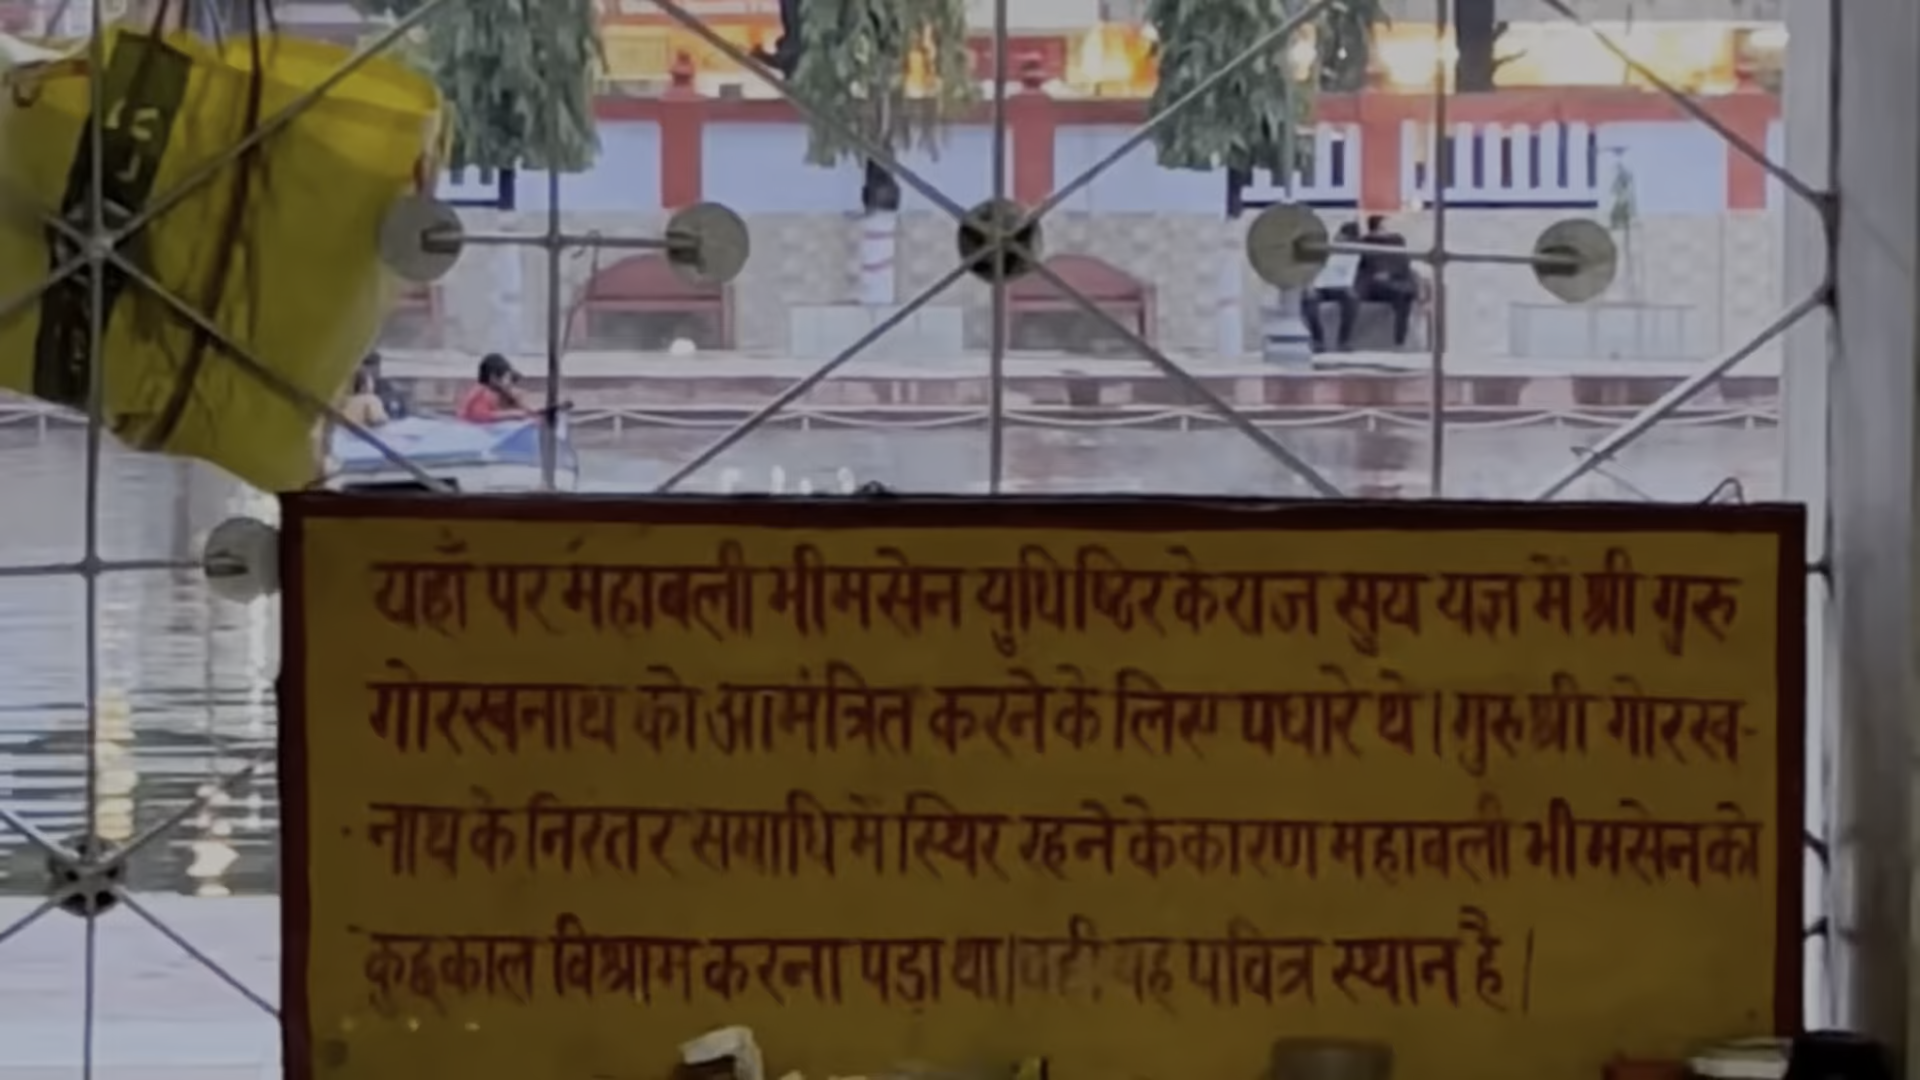 यहाँ पर महाबली भीमसेन युधिष्ठिर के राज सुय यज्ञ में श्री गुरु
गोरखनाथ को आमंत्रित करने के लिए पधारे थे। गुरु श्री गोरख-
नाथ के निरंतर समाधि में स्थिर रहने के कारण महाबली भीमसेन को
कुछकाल विश्राम करना पड़ा था। यह पवित्र स्थान है।